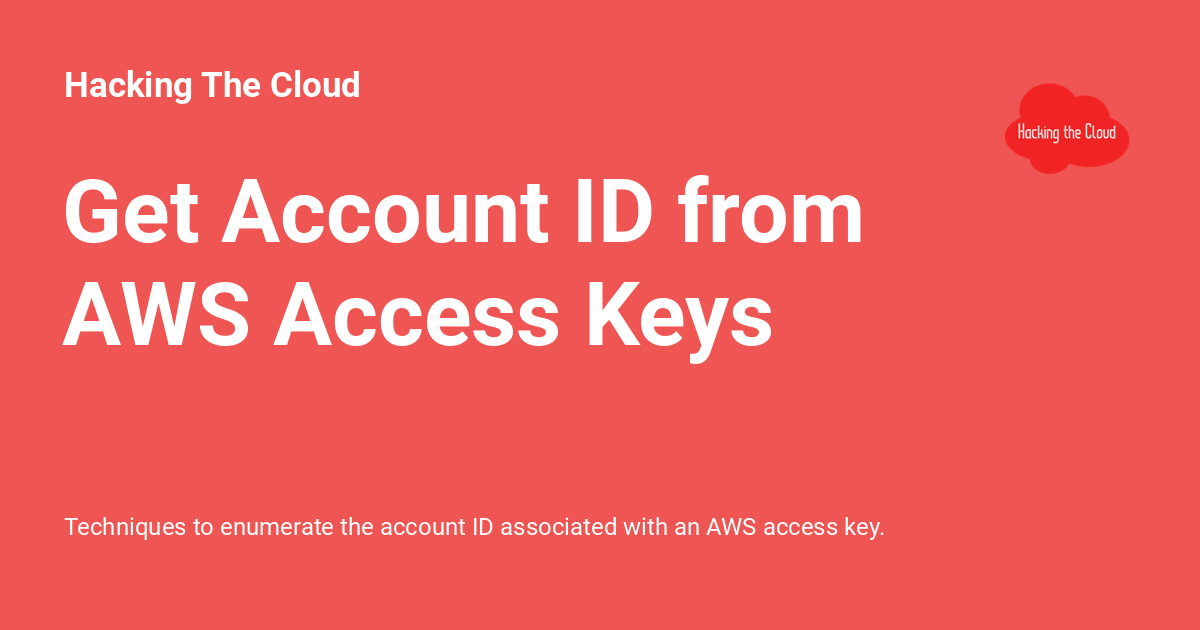 Hacking The Cloud
Hacking the Cloud
Get Account ID from
AWS Access Keys
Techniques to enumerate the account ID associated with an AWS access key.